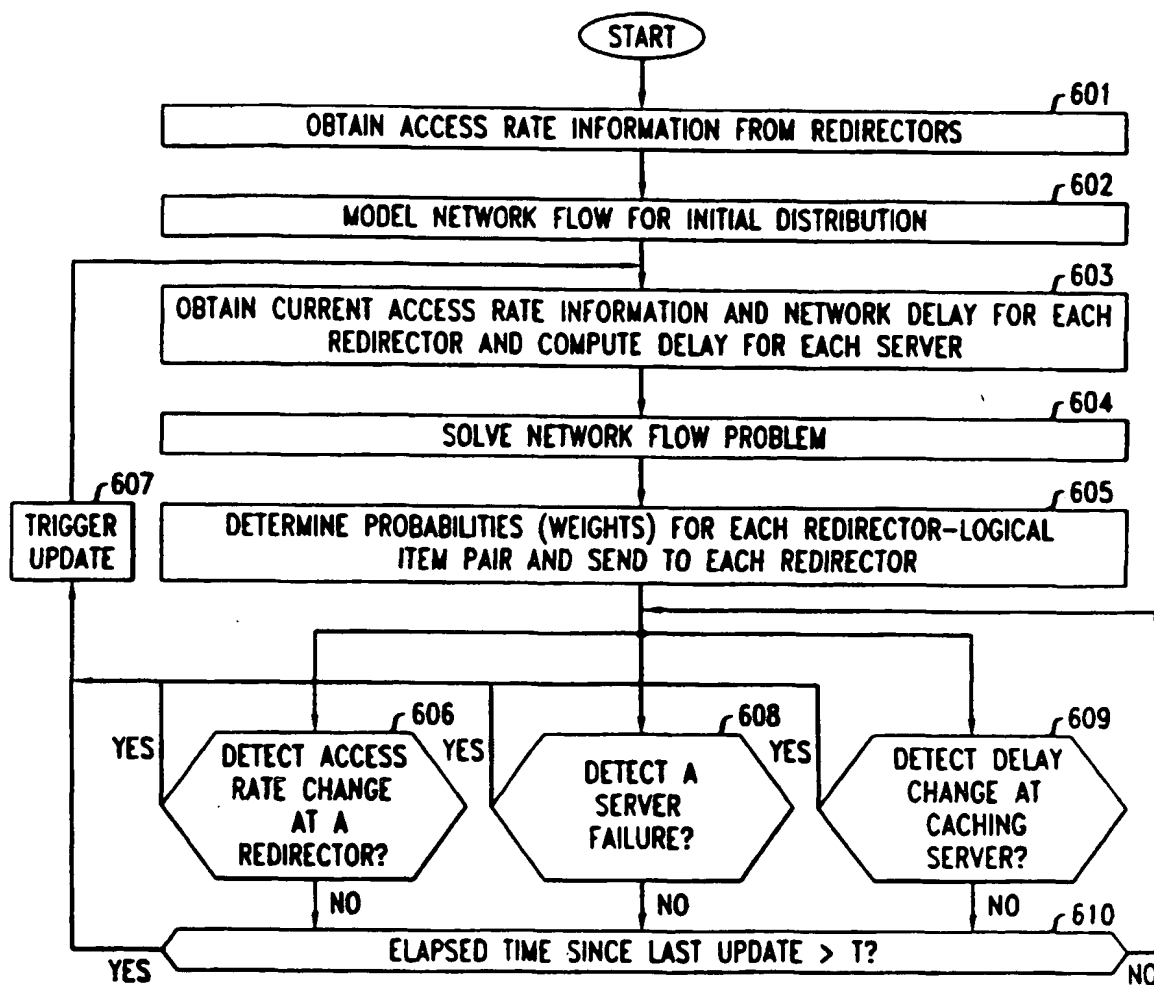 START
601
OBTAIN ACCESS RATE INFORMATION FROM REDIRECTORS
602
MODEL NETWORK FLOW FOR INITIAL DISTRIBUTION
603
OBTAIN CURRENT ACCESS RATE INFORMATION AND NETWORK DELAY FOR EACH
REDIRECTOR AND COMPUTE DELAY FOR EACH SERVER
604
SOLVE NETWORK FLOW PROBLEM
607
TRIGGER
UPDATE
605
DETERMINE PROBABILITIES (WEIGHTS) FOR EACH REDIRECTOR-LOGICAL
ITEM PAIR AND SEND TO EACH REDIRECTOR
606
YES
DETECT ACCESS
RATE CHANGE
AT A
REDIRECTOR?
NO
608
YES
DETECT A
SERVER
FAILURE?
NO
609
YES
DETECT DELAY
CHANGE AT
CACHING
SERVER?
NO
610
ELAPSED TIME SINCE LAST UPDATE > T?
YES
NO